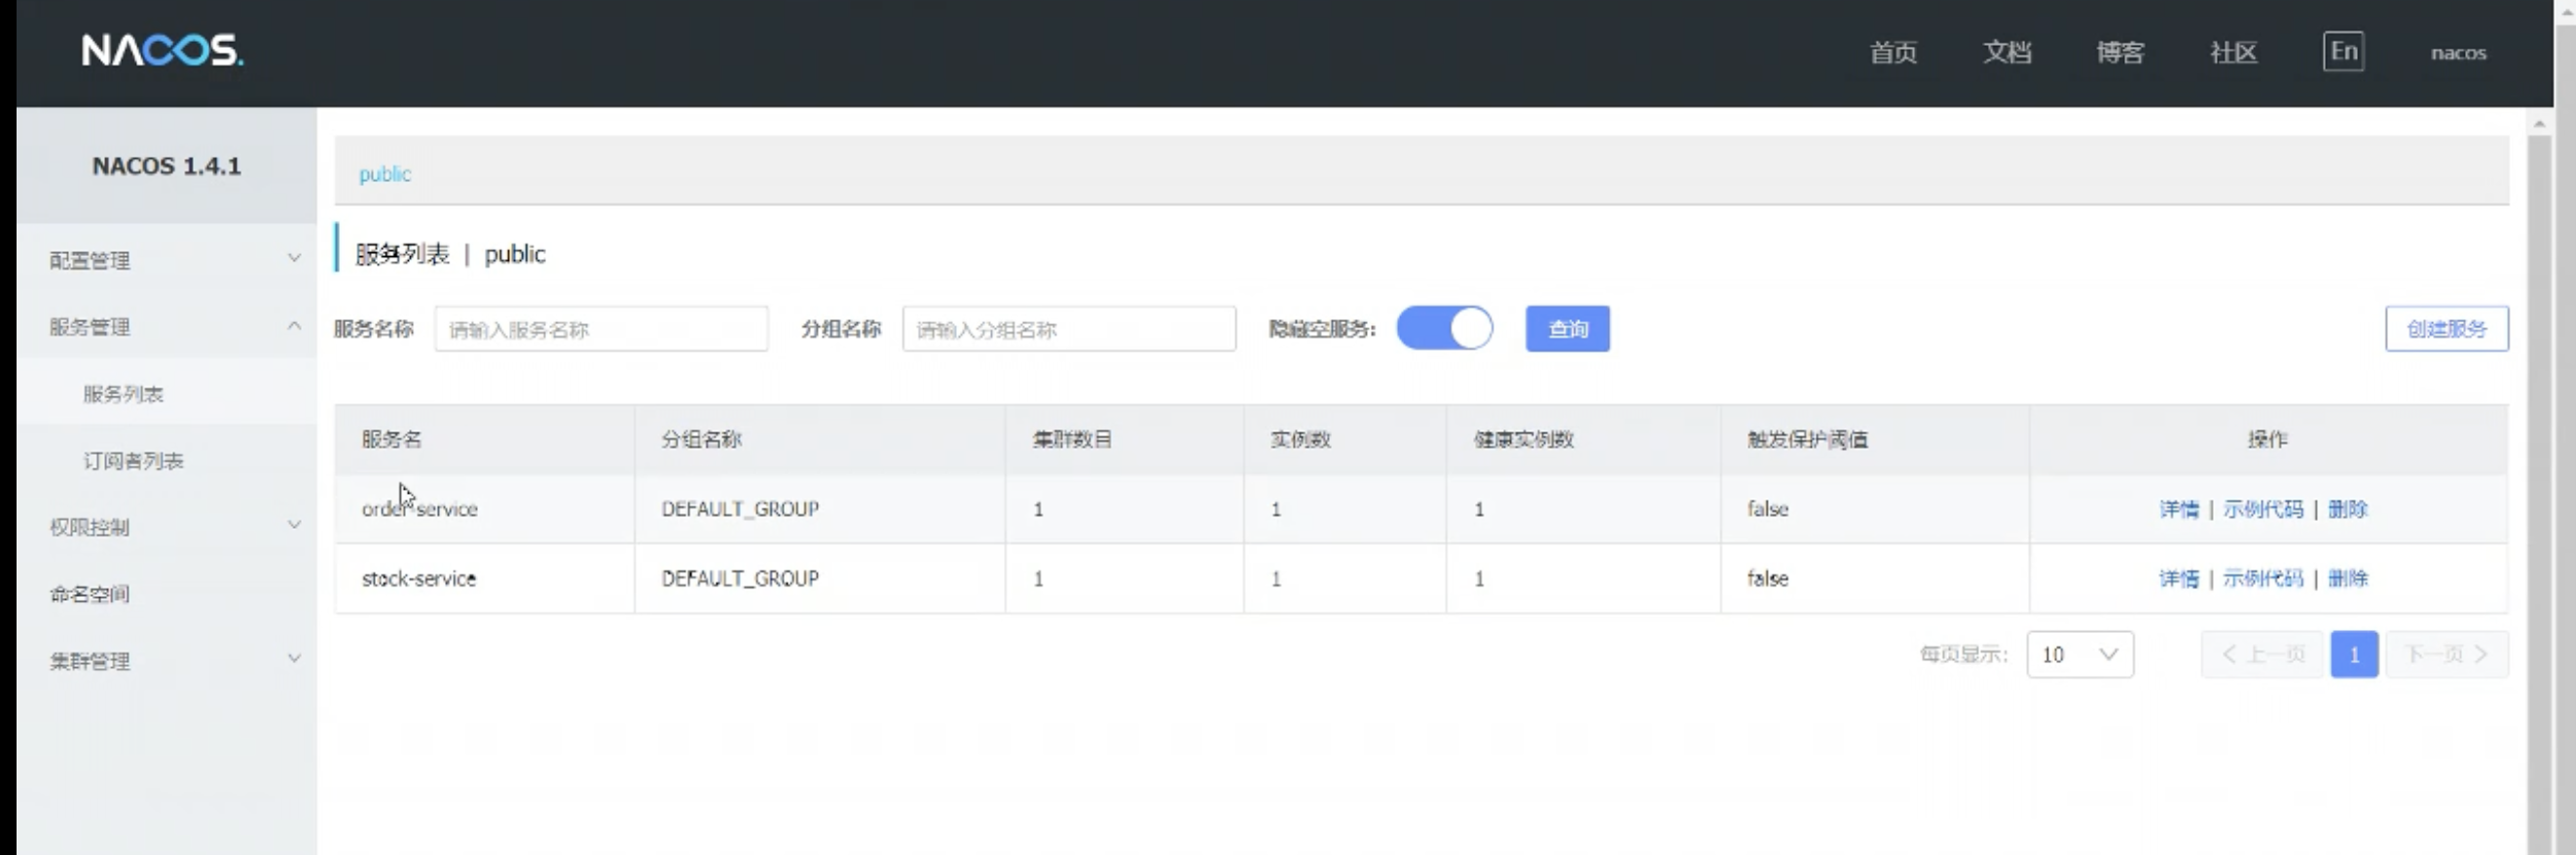 NACOS.
首页 文档 博客 社区 En nacos
NACOS 1.4.1
配置管理
服务管理
服务列表
订阅者列表
权限控制
命名空间
集群管理
public
服务列表 | public
服务名称 请输入服务名称 分组名称 请输入分组名称 隐藏空服务: 查询 创建服务
服务名 分组名称 集群数目 实例数 健康实例数 触发保护阈值 操作
order-service DEFAULT_GROUP 1 1 1 false 详情 | 示例代码 | 删除
stock-service DEFAULT_GROUP 1 1 1 false 详情 | 示例代码 | 删除
每页显示: 10 上一页 1 下一页